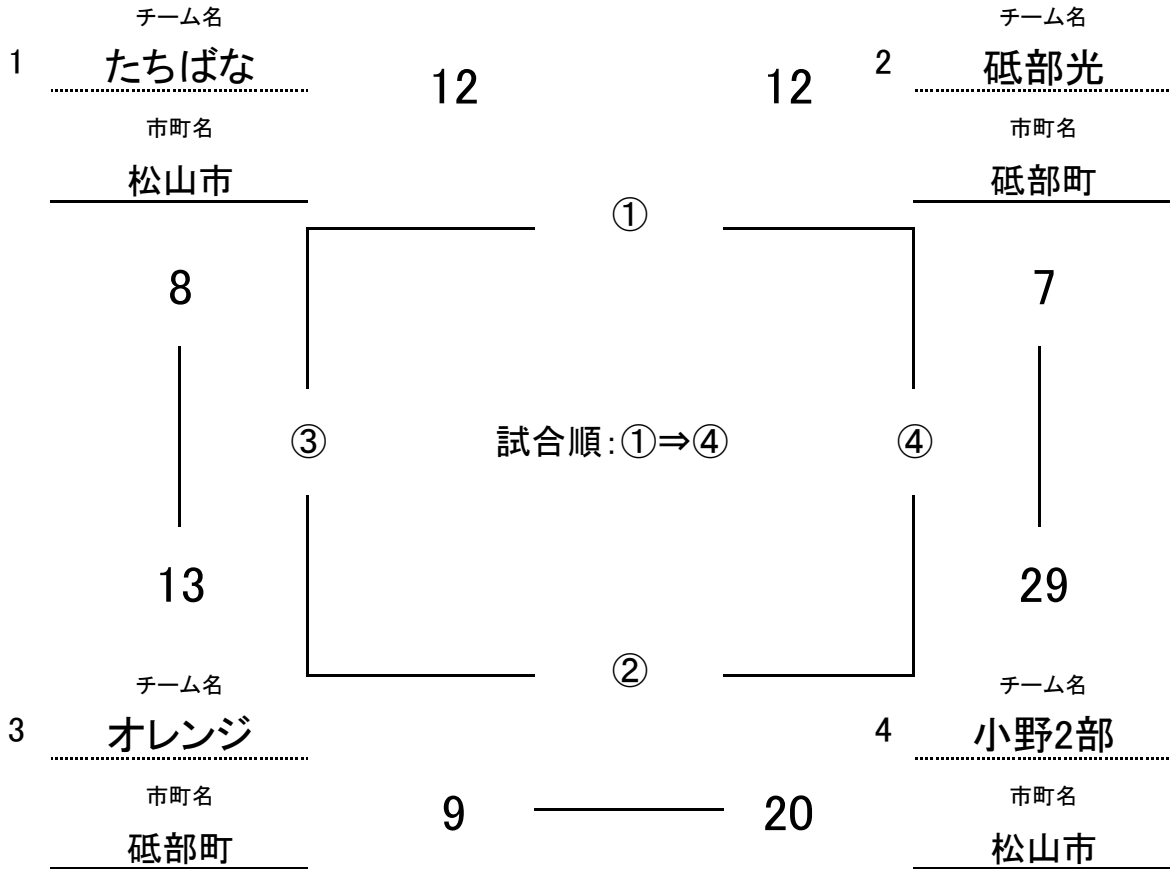 チーム名
チーム名
1 たちばな
2 砥部光
12
12
市町名
市町名
松山市
砥部町
①
8
7
③
試合順:①⇒④
④
13
29
②
チーム名
チーム名
3 オレンジ
4 小野2部
市町名
市町名
9
20
砥部町
松山市